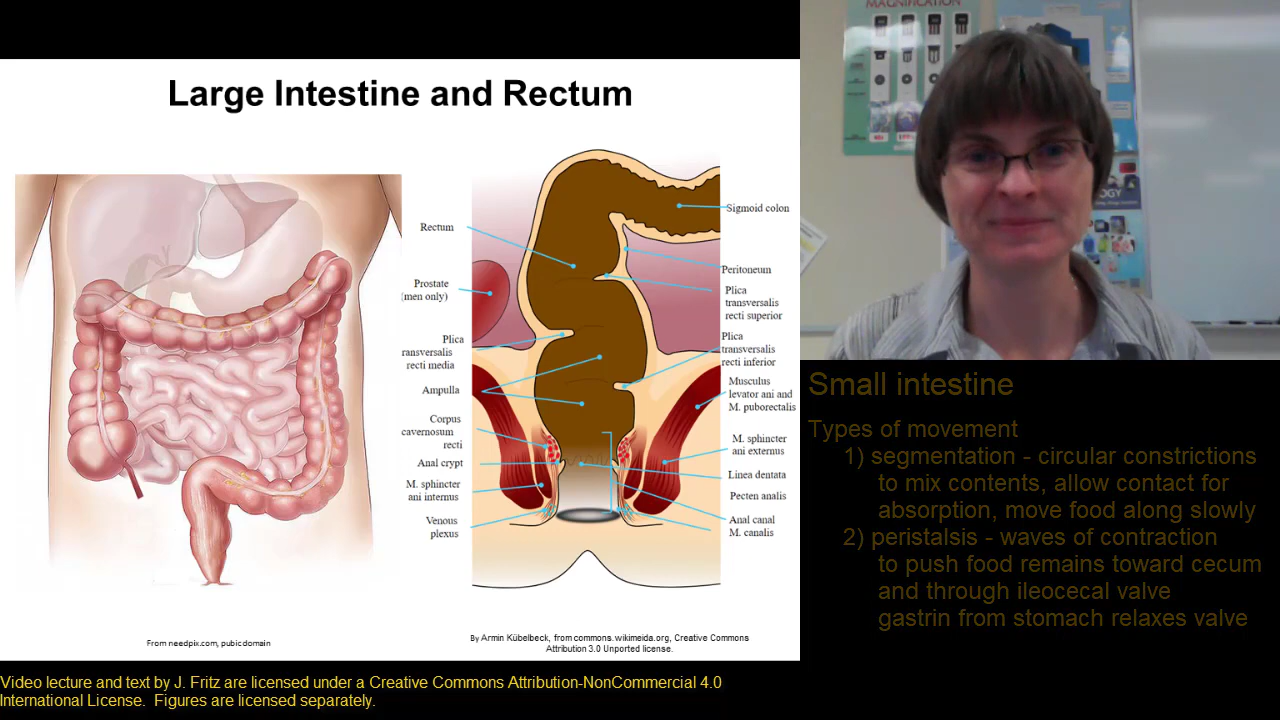 MAGNIFICATION
Large Intestine and Rectum
Rectum
Prostate
(men only)
Plica
ransversalis
recti media
Ampulla
Corpus
cavernosum
recti
Anal crypt
M. sphincter
ani internus
Venous
plexus
Sigmoid colon
Peritoneum
Plica
transversalis
recti superior
Plica
transversalis
recti inferior
Musculus
levator ani and
M. puborectalis
M. sphincter
ani externus
Linea dentata
Pecten analis
Anal canal
M. canalis
From needpix.com, pubicdomain
By Armin Kübelbeck, from commons.wikimeida.org, Creative Commons
Attribution 3.0 Unported license.
Small intestine
Types of movement
1) segmentation - circular constrictions
to mix contents, allow contact for
absorption, move food along slowly
2) peristalsis - waves of contraction
to push food remains toward cecum
and through ileocecal valve
gastrin from stomach relaxes valve
Video lecture and text by J. Fritz are licensed under a Creative Commons Attribution-NonCommercial 4.0
International License. Figures are licensed separately.